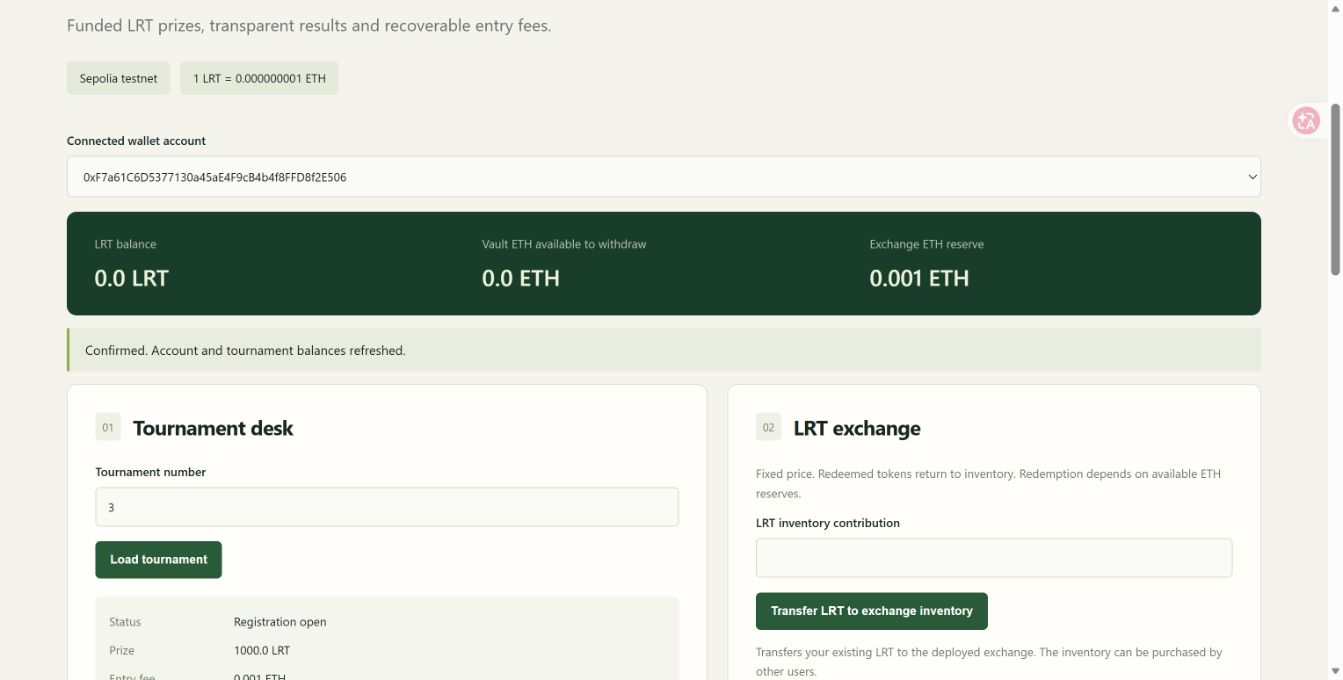 Funded LRT prizes, transparent results and recoverable entry fees.
Sepolia testnet
1 LRT = 0.000000001 ETH
Connected wallet account
0xF7a61C6D5377130a45aE4F9cB4b4f8FFD8f2E506
LRT balance
Vault ETH available to withdraw
Exchange ETH reserve
0.0 LRT
0.0 ETH
0.001 ETH
Confirmed. Account and tournament balances refreshed.
01
Tournament desk
Tournament number
3
Load tournament
Status
Registration open
Prize
1000.0 LRT
Entry fee
0.001 ETH
02
LRT exchange
Fixed price. Redeemed tokens return to inventory. Redemption depends on available ETH
reserves.
LRT inventory contribution
Transfer LRT to exchange inventory
Transfers your existing LRT to the deployed exchange. The inventory can be purchased by
other users.